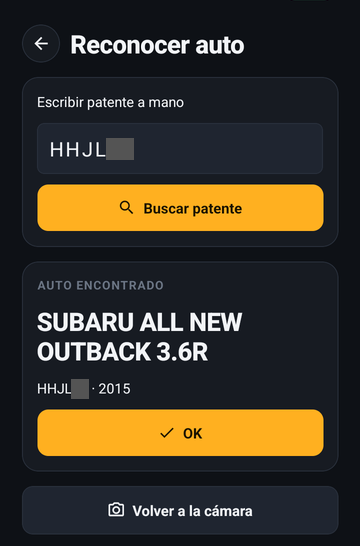 Reconocer auto
Escribir patente a mano
HHJL
Buscar patente
AUTO ENCONTRADO
SUBARU ALL NEW
OUTBACK 3.6R
HHJL · 2015
OK
Volver a la cámara